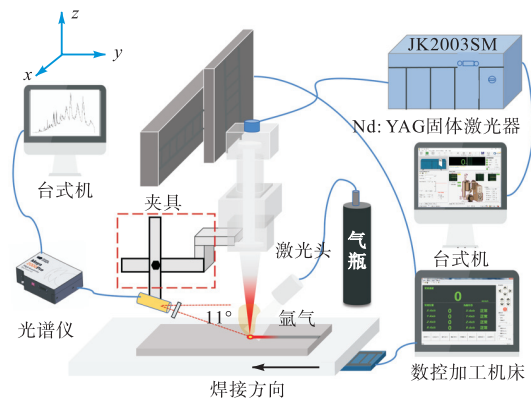 z
y
x
JK2003SM
Nd: YAG固体激光器
台式机
夹具
激光头
气瓶
台式机
光谱仪
11°
氩气
焊接方向
数控加工机床